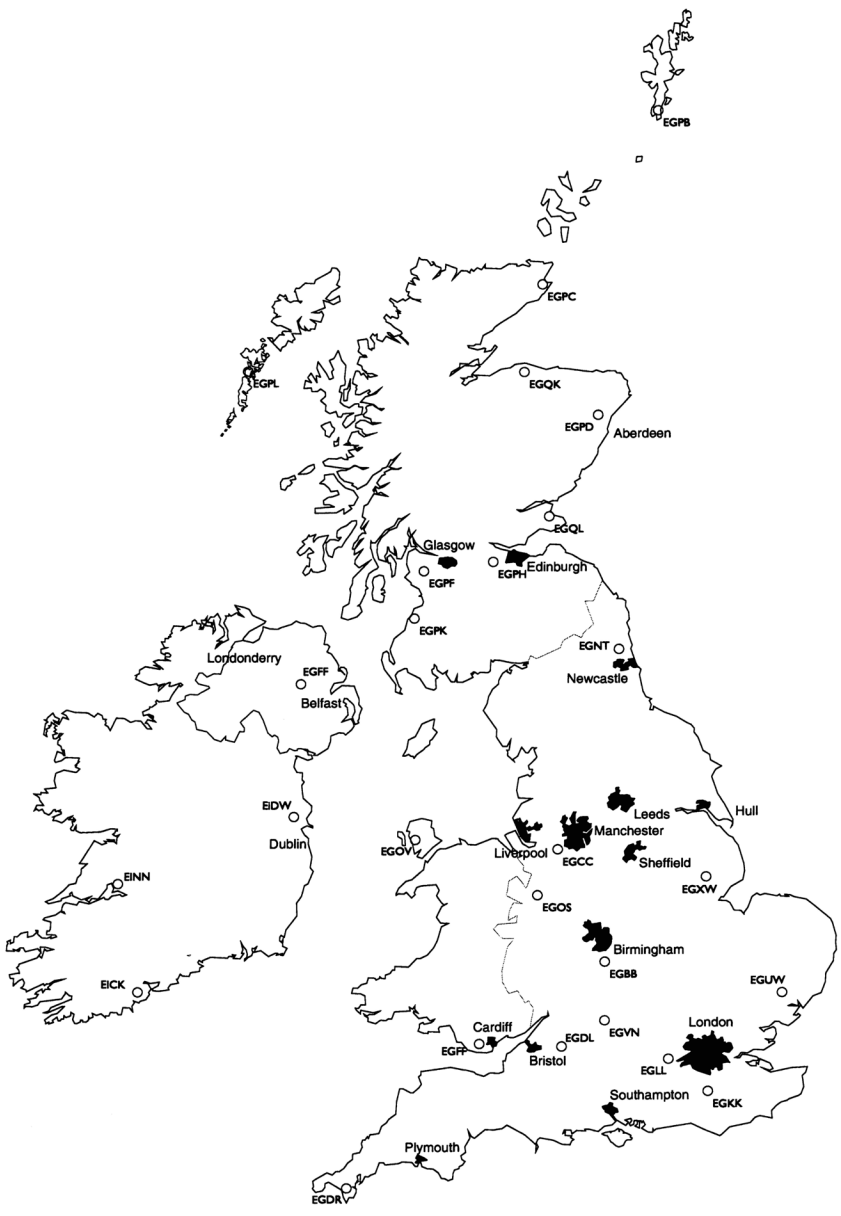 EGPB
EGPC
EGPL
EGQK
EGPD
Aberdeen
EGQL
Glasgow
EGPH
Edinburgh
EGPF
EGPK
Londonderry
EGNT
EGFF
Newcastle
Belfast
EIDW
Leeds
Hull
Manchester
Dublin
EGOV
Liverpool
EGCC
Sheffield
EINN
EGXW
EGOS
Birmingham
EGBB
EICK
EGUW
Cardiff
EGVN
London
EGFF
EGDL
Bristol
EGLL
Southampton
EGKK
Plymouth
EGDR